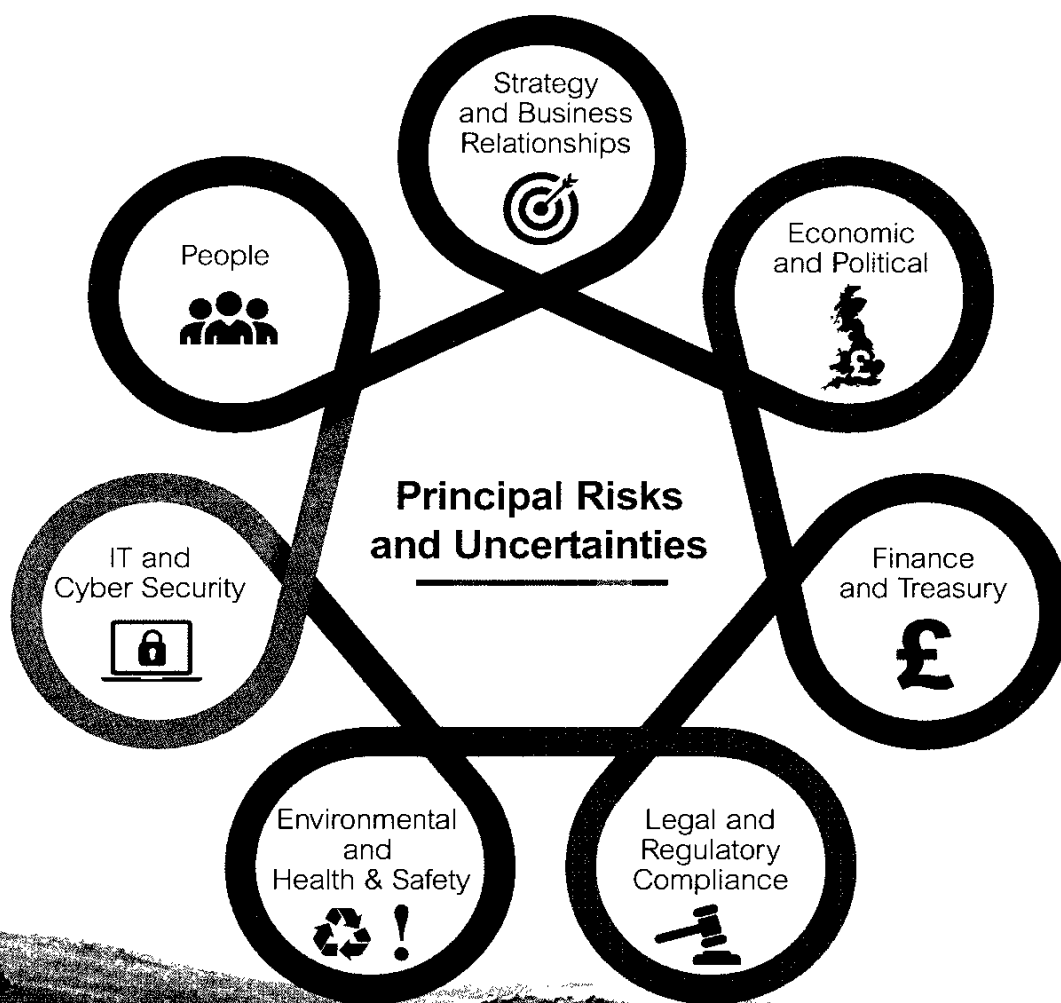 Strategy
and Business
Relationships
Economic
and Political
£
Finance
and Treasury
£
Legal and
Regulatory
Compliance
Environmental
and
Health & Safety
!
IT and
Cyber Security
People
Principal Risks
and Uncertainties